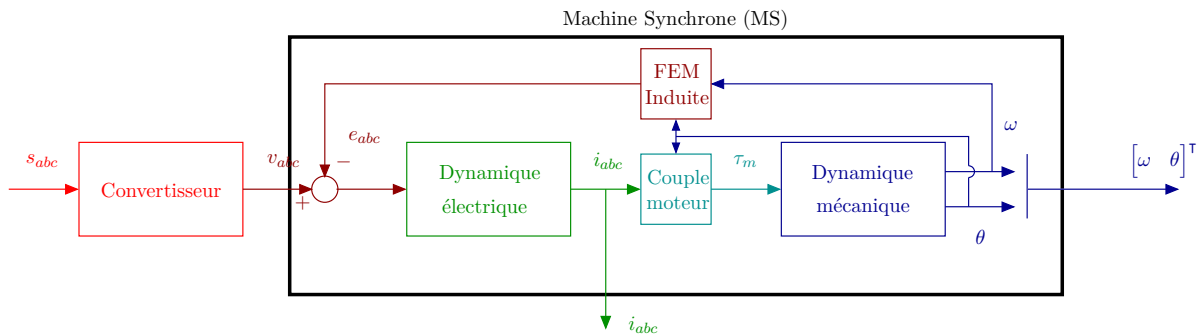 Machine Synchrone (MS)
FEM
Induite
s_abc
Convertisseur
v_abc
+
−
e_abc
Dynamique
électrique
i_abc
Couple
moteur
τ_m
Dynamique
mécanique
ω
θ
[ω θ]^⊤
i_abc